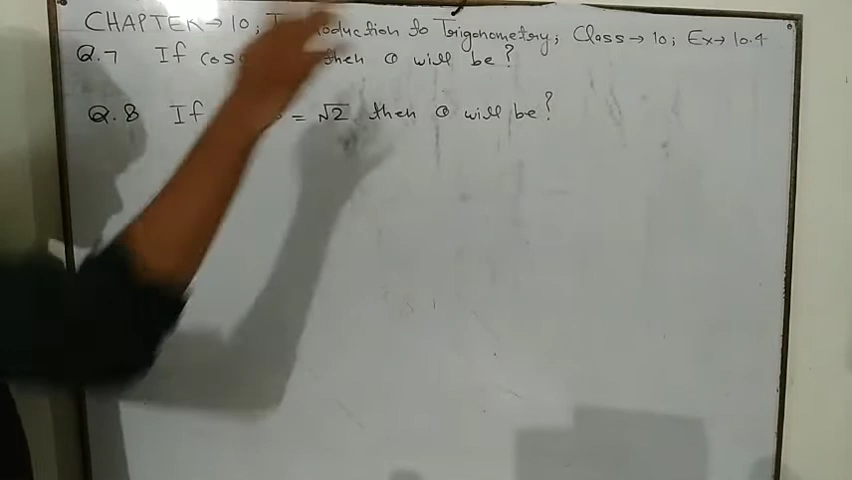 CHAPTER → 10; Introduction to Trigonometry; Class → 10; Ex → 10.4
Q.7 If cos then θ will be?
Q.8 If = √2 then θ will be?